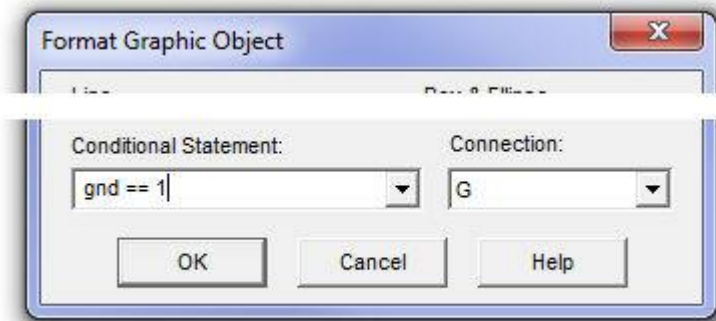 Format Graphic Object
Conditional Statement: Connection:
gnd == 1 G
OK Cancel Help